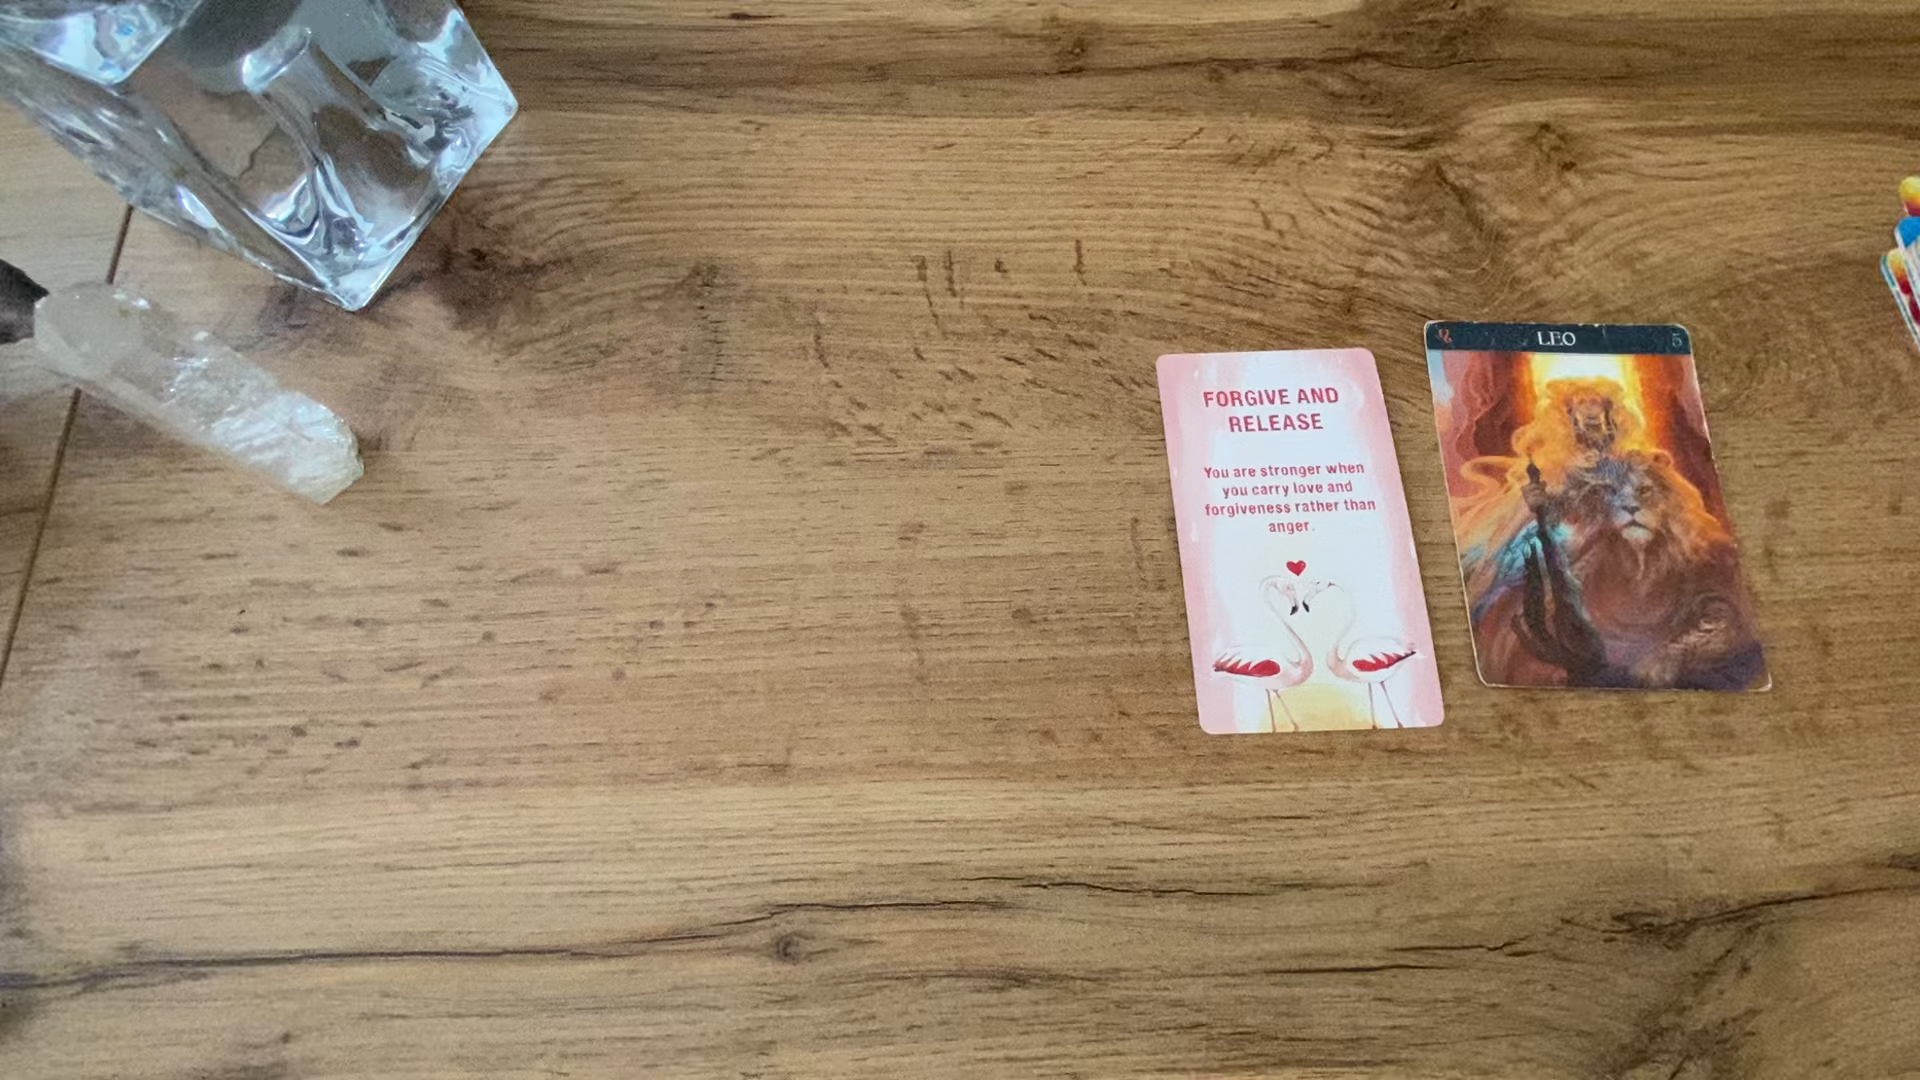 FORGIVE AND
RELEASE
You are stronger when
you carry love and
forgiveness rather than
anger.
LEO
5